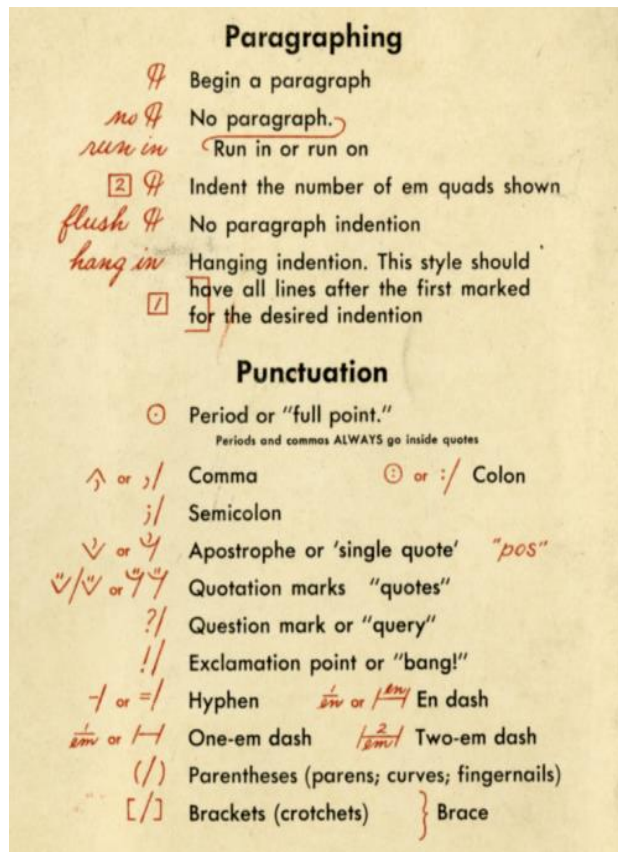 Paragraphing
¶ Begin a paragraph
no ¶ No paragraph.
run in Run in or run on
2 ¶ Indent the number of em quads shown
flush ¶ No paragraph indention
hang in Hanging indention. This style should
have all lines after the first marked
1 for the desired indention
Punctuation
⊙ Period or "full point."
Periods and commas ALWAYS go inside quotes
, or ,/ Comma : or :/ Colon
;/ Semicolon
' or ' Apostrophe or 'single quote' "pos"
"/" or " " Quotation marks "quotes"
?/ Question mark or "query"
!/ Exclamation point or "bang!"
-/ or =/ Hyphen 1/en or en En dash
1/em or |-| One-em dash 2/em Two-em dash
(/) Parentheses (parens; curves; fingernails)
[/] Brackets (crotchets) } Brace